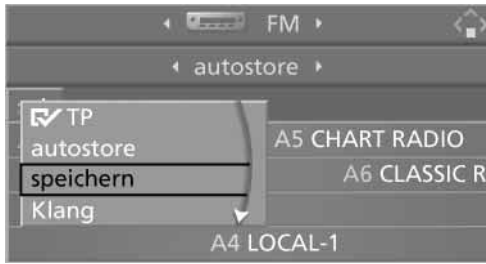 FM
autostore
TP
autostore
A5 CHART RADIO
speichern
A6 CLASSIC R
Klang
A4 LOCAL-1